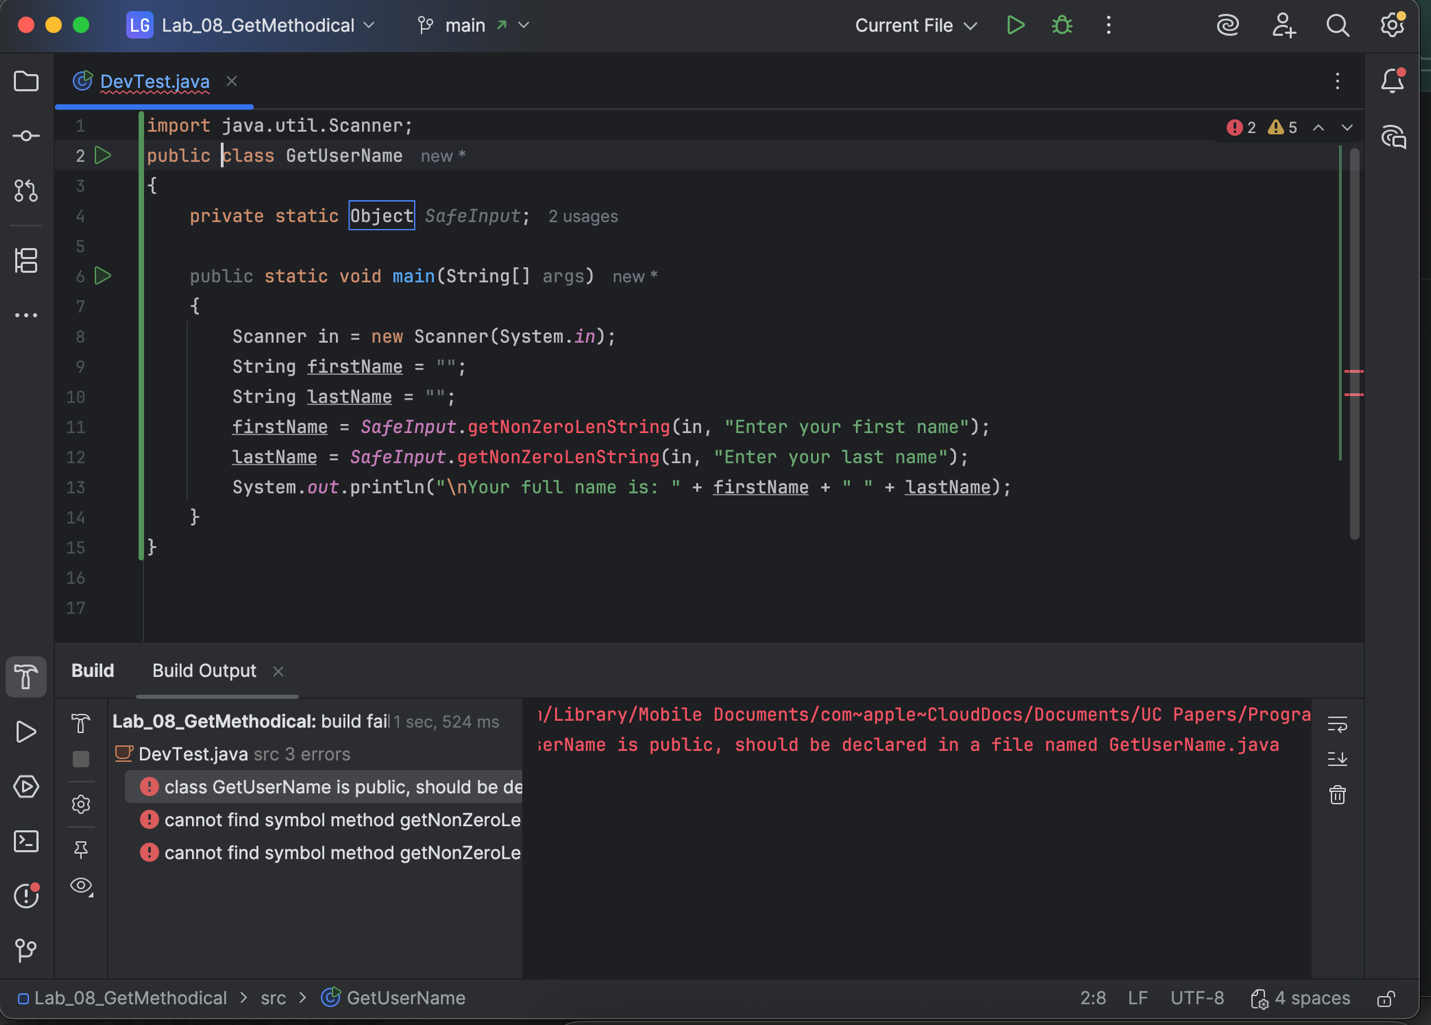 LG Lab_08_GetMethodical main Current File
DevTest.java
1 import java.util.Scanner; 2 5
2 public class GetUserName new *
3 {
4 private static Object SafeInput; 2 usages
5
6 public static void main(String[] args) new *
7 {
8 Scanner in = new Scanner(System.in);
9 String firstName = "";
10 String lastName = "";
11 firstName = SafeInput.getNonZeroLenString(in, "Enter your first name");
12 lastName = SafeInput.getNonZeroLenString(in, "Enter your last name");
13 System.out.println("\nYour full name is: " + firstName + " " + lastName);
14 }
15 }
16
17
Build Build Output
Lab_08_GetMethodical: build fail 1 sec, 524 ms
DevTest.java src 3 errors
class GetUserName is public, should be de
cannot find symbol method getNonZeroLe
cannot find symbol method getNonZeroLe
/Library/Mobile Documents/com~apple~CloudDocs/Documents/UC Papers/Progra
serName is public, should be declared in a file named GetUserName.java
Lab_08_GetMethodical > src > GetUserName 2:8 LF UTF-8 4 spaces